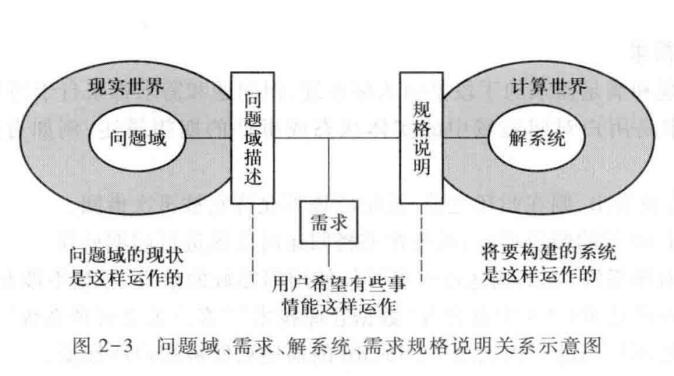 现实世界
问题域
问题域描述
规格说明
计算世界
解系统
需求
问题域的现状
是这样运作的
用户希望有些事
情能这样运作
将要构建的系统
是这样运作的
图 2-3 问题域、需求、解系统、需求规格说明关系示意图